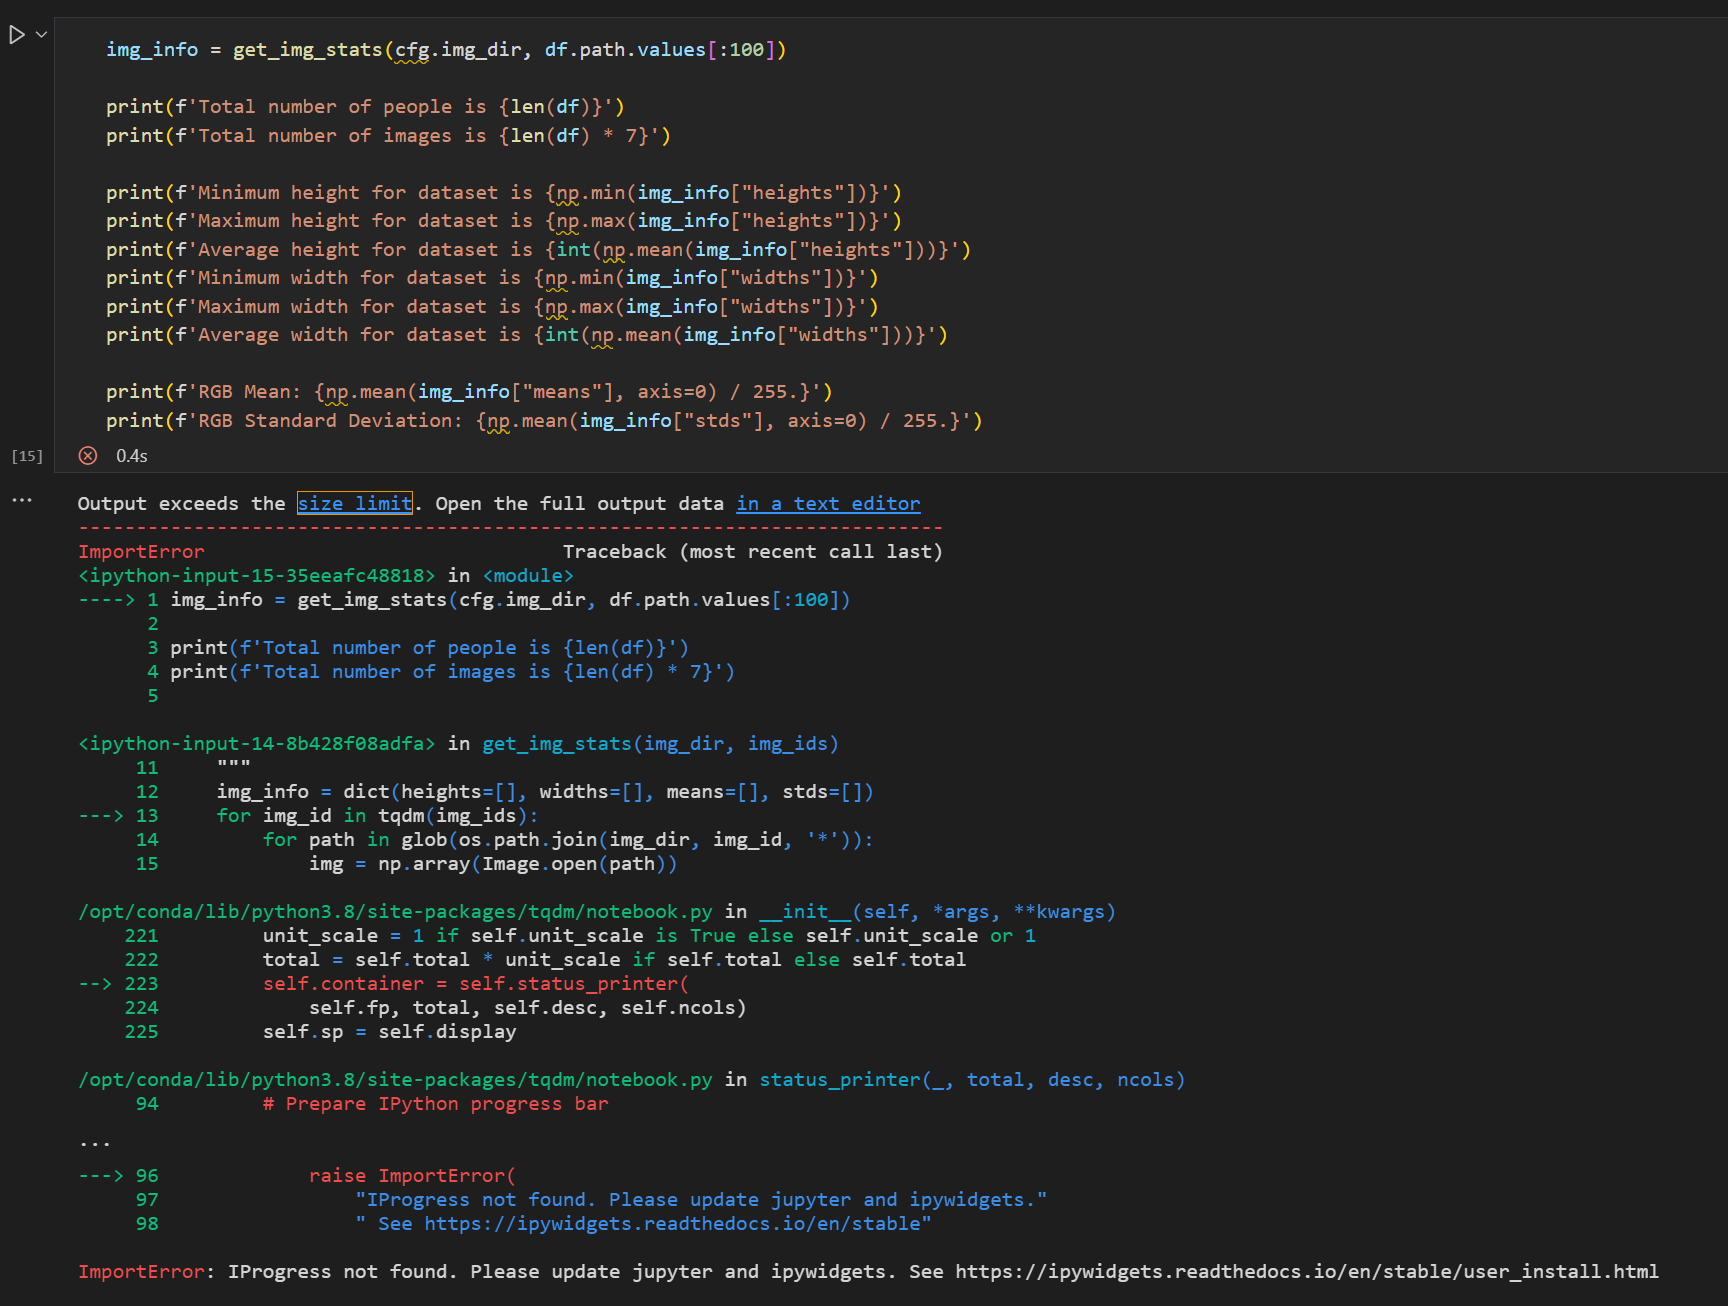 img_info = get_img_stats(cfg.img_dir, df.path.values[:100])
print(f'Total number of people is {len(df)}')
print(f'Total number of images is {len(df) * 7}')
print(f'Minimum height for dataset is {np.min(img_info["heights"])}')
print(f'Maximum height for dataset is {np.max(img_info["heights"])}')
print(f'Average height for dataset is {int(np.mean(img_info["heights"]))}')
print(f'Minimum width for dataset is {np.min(img_info["widths"])}')
print(f'Maximum width for dataset is {np.max(img_info["widths"])}')
print(f'Average width for dataset is {int(np.mean(img_info["widths"]))}')
print(f'RGB Mean: {np.mean(img_info["means"], axis=0) / 255.}')
print(f'RGB Standard Deviation: {np.mean(img_info["stds"], axis=0) / 255.}')
[15] 0.4s
... Output exceeds the size limit. Open the full output data in a text editor
---------------------------------------------------------------------------
ImportError                               Traceback (most recent call last)
<ipython-input-15-35eeafc48818> in <module>
----> 1 img_info = get_img_stats(cfg.img_dir, df.path.values[:100])
      2
      3 print(f'Total number of people is {len(df)}')
      4 print(f'Total number of images is {len(df) * 7}')
      5
<ipython-input-14-8b428f08adfa> in get_img_stats(img_dir, img_ids)
     11     """
     12     img_info = dict(heights=[], widths=[], means=[], stds=[])
---> 13     for img_id in tqdm(img_ids):
     14         for path in glob(os.path.join(img_dir, img_id, '*')):
     15             img = np.array(Image.open(path))
/opt/conda/lib/python3.8/site-packages/tqdm/notebook.py in __init__(self, *args, **kwargs)
    221         unit_scale = 1 if self.unit_scale is True else self.unit_scale or 1
    222         total = self.total * unit_scale if self.total else self.total
--> 223         self.container = self.status_printer(
    224             self.fp, total, self.desc, self.ncols)
    225         self.sp = self.display
/opt/conda/lib/python3.8/site-packages/tqdm/notebook.py in status_printer(_, total, desc, ncols)
     94         # Prepare IPython progress bar
...
---> 96             raise ImportError(
     97                 "IProgress not found. Please update jupyter and ipywidgets."
     98                 " See https://ipywidgets.readthedocs.io/en/stable"
ImportError: IProgress not found. Please update jupyter and ipywidgets. See https://ipywidgets.readthedocs.io/en/stable/user_install.html